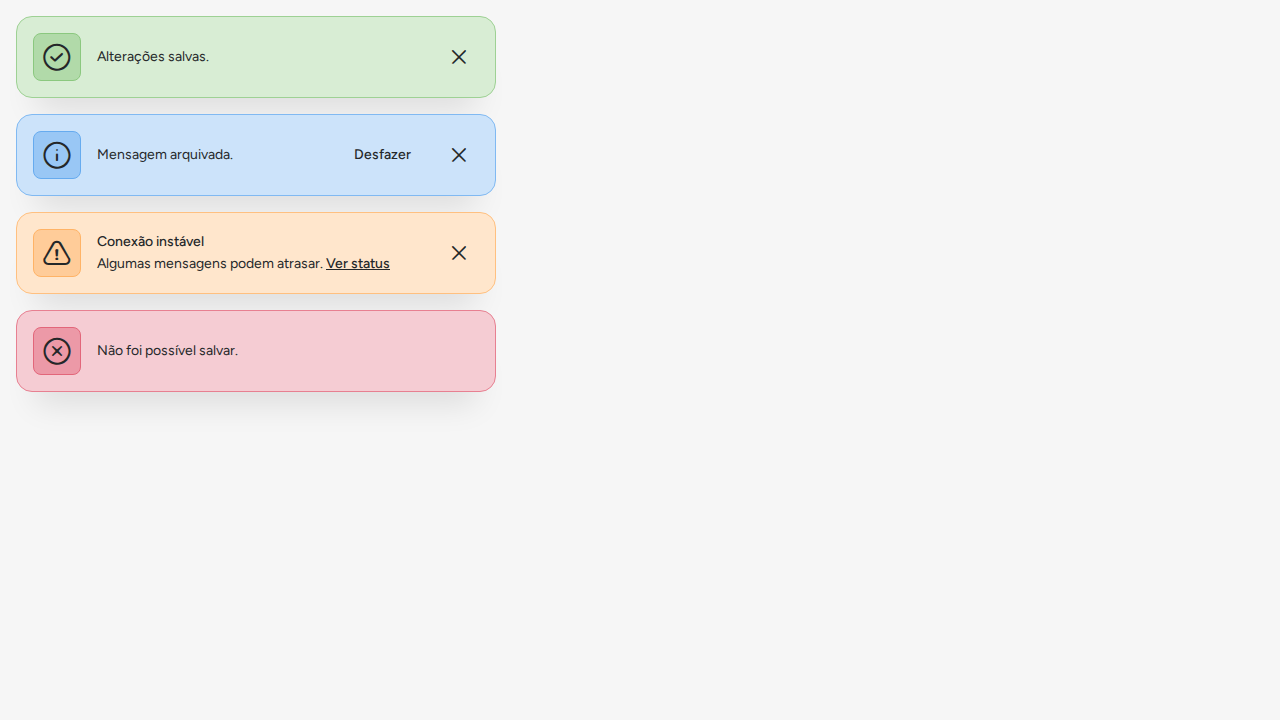 Alterações salvas.
Mensagem arquivada. Desfazer
Conexão instável
Algumas mensagens podem atrasar. Ver status
Não foi possível salvar.